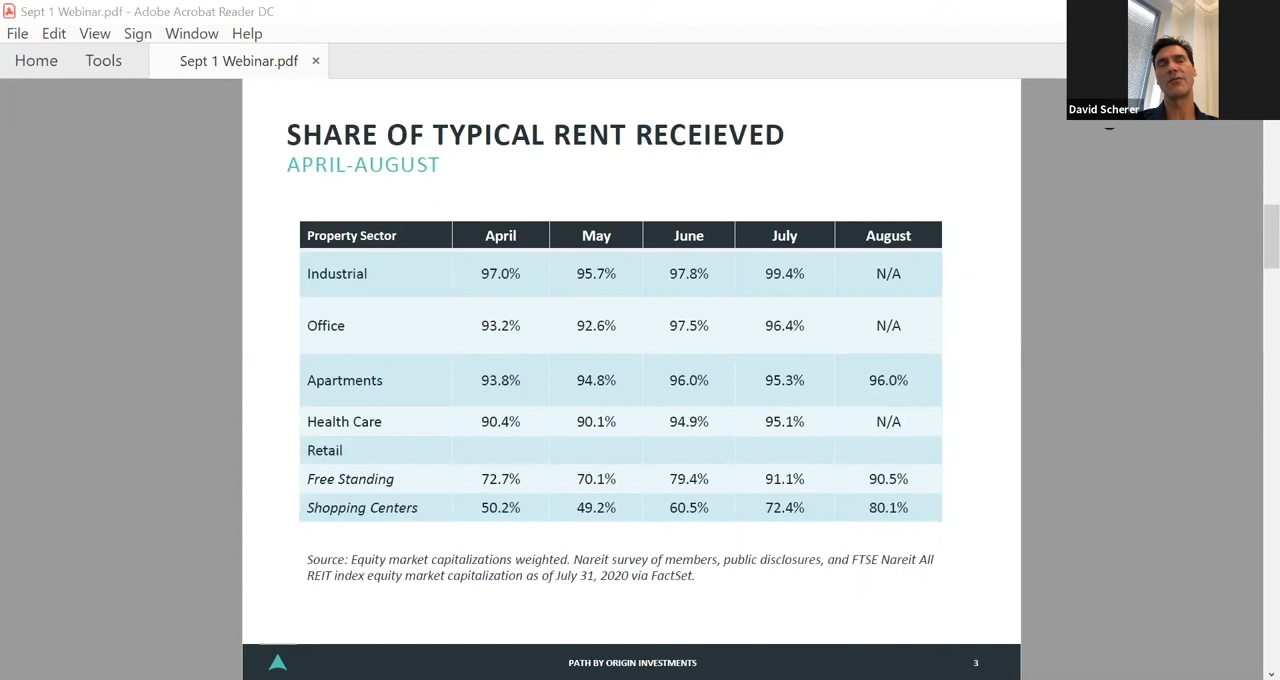 Sept 1 Webinar.pdf - Adobe Acrobat Reader DC
File Edit View Sign Window Help
Home Tools Sept 1 Webinar.pdf ×
David Scherer
SHARE OF TYPICAL RENT RECEIEVED
APRIL-AUGUST
Property Sector April May June July August
Industrial 97.0% 95.7% 97.8% 99.4% N/A
Office 93.2% 92.6% 97.5% 96.4% N/A
Apartments 93.8% 94.8% 96.0% 95.3% 96.0%
Health Care 90.4% 90.1% 94.9% 95.1% N/A
Retail
Free Standing 72.7% 70.1% 79.4% 91.1% 90.5%
Shopping Centers 50.2% 49.2% 60.5% 72.4% 80.1%
Source: Equity market capitalizations weighted. Nareit survey of members, public disclosures, and FTSE Nareit All
REIT index equity market capitalization as of July 31, 2020 via FactSet.
PATH BY ORIGIN INVESTMENTS 3